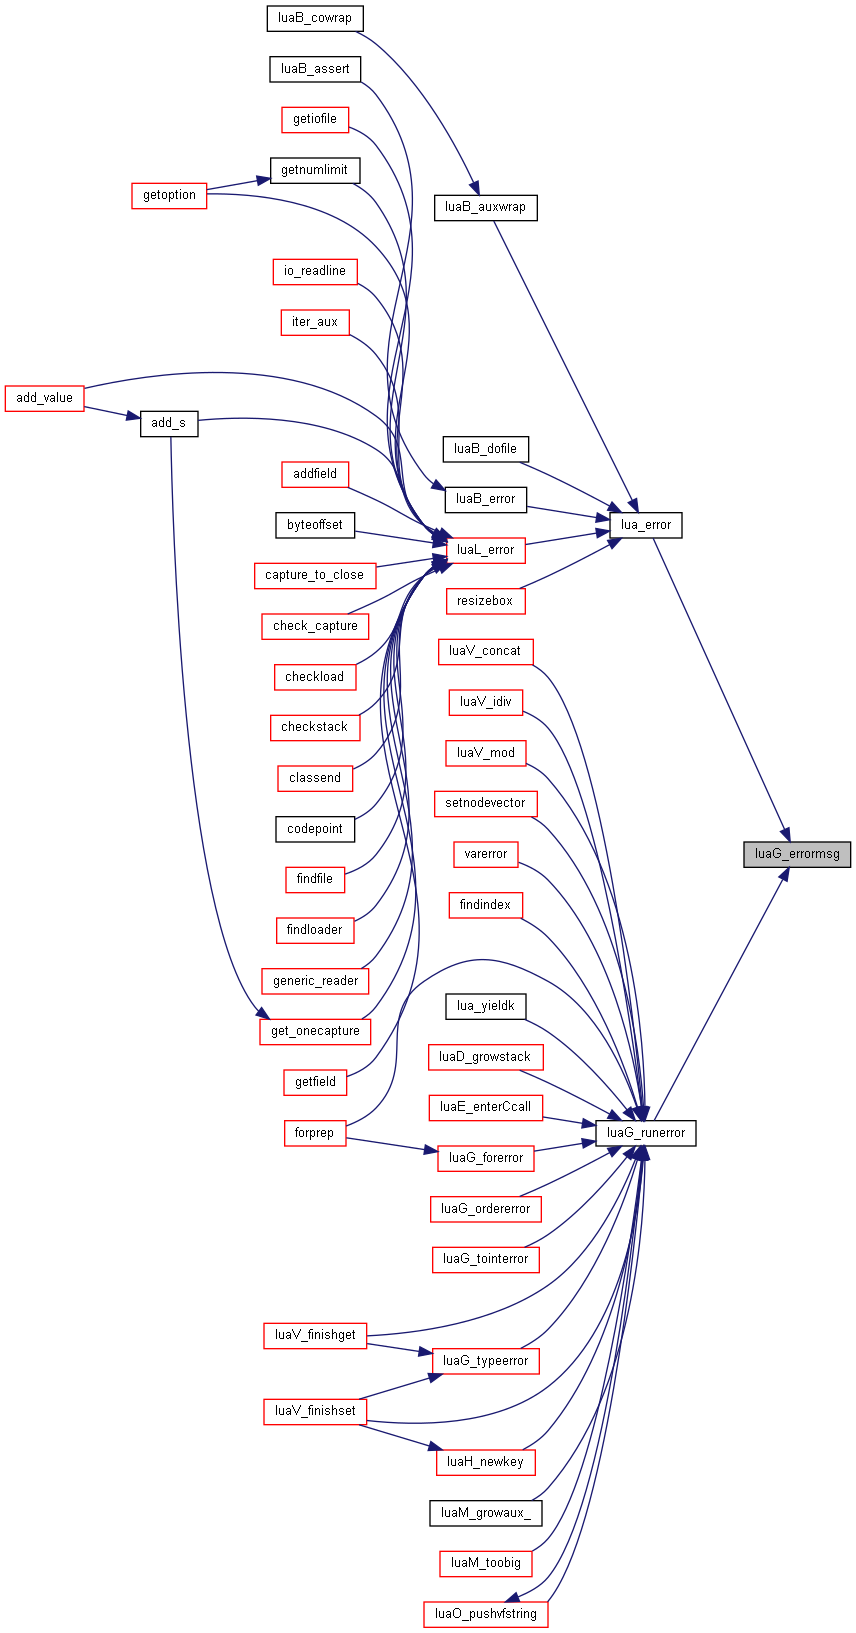 luaB_cowrap
luaB_assert
getiofile
getnumlimit
getoption
luaB_auxwrap
io_readline
iter_aux
add_value
add_s
luaB_dofile
addfield
luaB_error
byteoffset
lua_error
luaL_error
capture_to_close
resizebox
check_capture
luaV_concat
checkload
luaV_idiv
checkstack
luaV_mod
classend
setnodevector
codepoint
varerror
luaG_errormsg
findfile
findindex
findloader
generic_reader
lua_yieldk
get_onecapture
luaD_growstack
getfield
luaE_enterCcall
forprep
luaG_runerror
luaG_forerror
luaG_ordererror
luaG_tointerror
luaV_finishget
luaG_typeerror
luaV_finishset
luaH_newkey
luaM_growaux_
luaM_toobig
luaO_pushvfstring